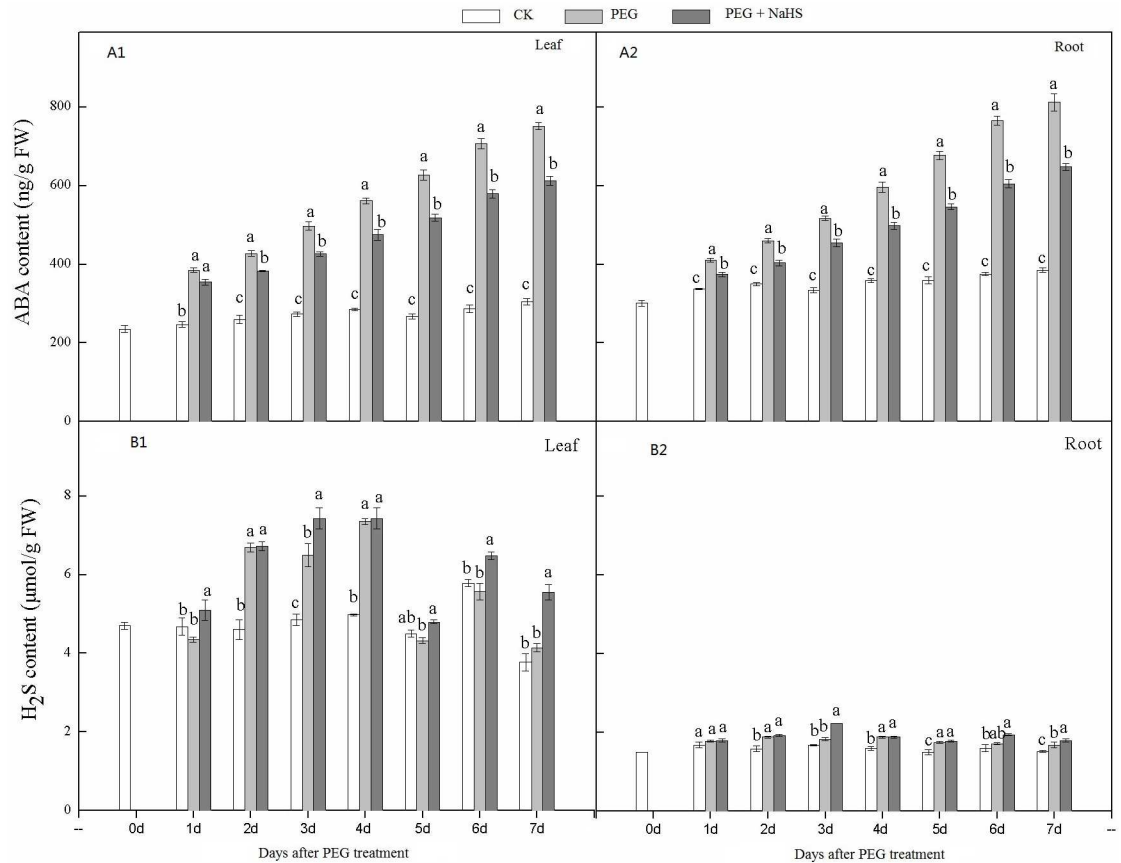 CK PEG PEG + NaHS
A1 Leaf
ABA content (ng/g FW)
800
600
400
200
0
b a a
c a b
c a b
c a b
c a b
c a b
c a b
A2 Root
c a b
c a b
c a b
c a b
c a b
c a b
c a b
B1 Leaf
H2S content (μmol/g FW)
8
6
4
2
0
b b a
b a a
c b a
b a a
ab b a
b b a
b b a
-- 0d 1d 2d 3d 4d 5d 6d 7d
Days after PEG treatment
B2 Root
a a a
b a a
b b a
b a a
c a a
b ab a
c b a
0d 1d 2d 3d 4d 5d 6d 7d --
Days after PEG treatment